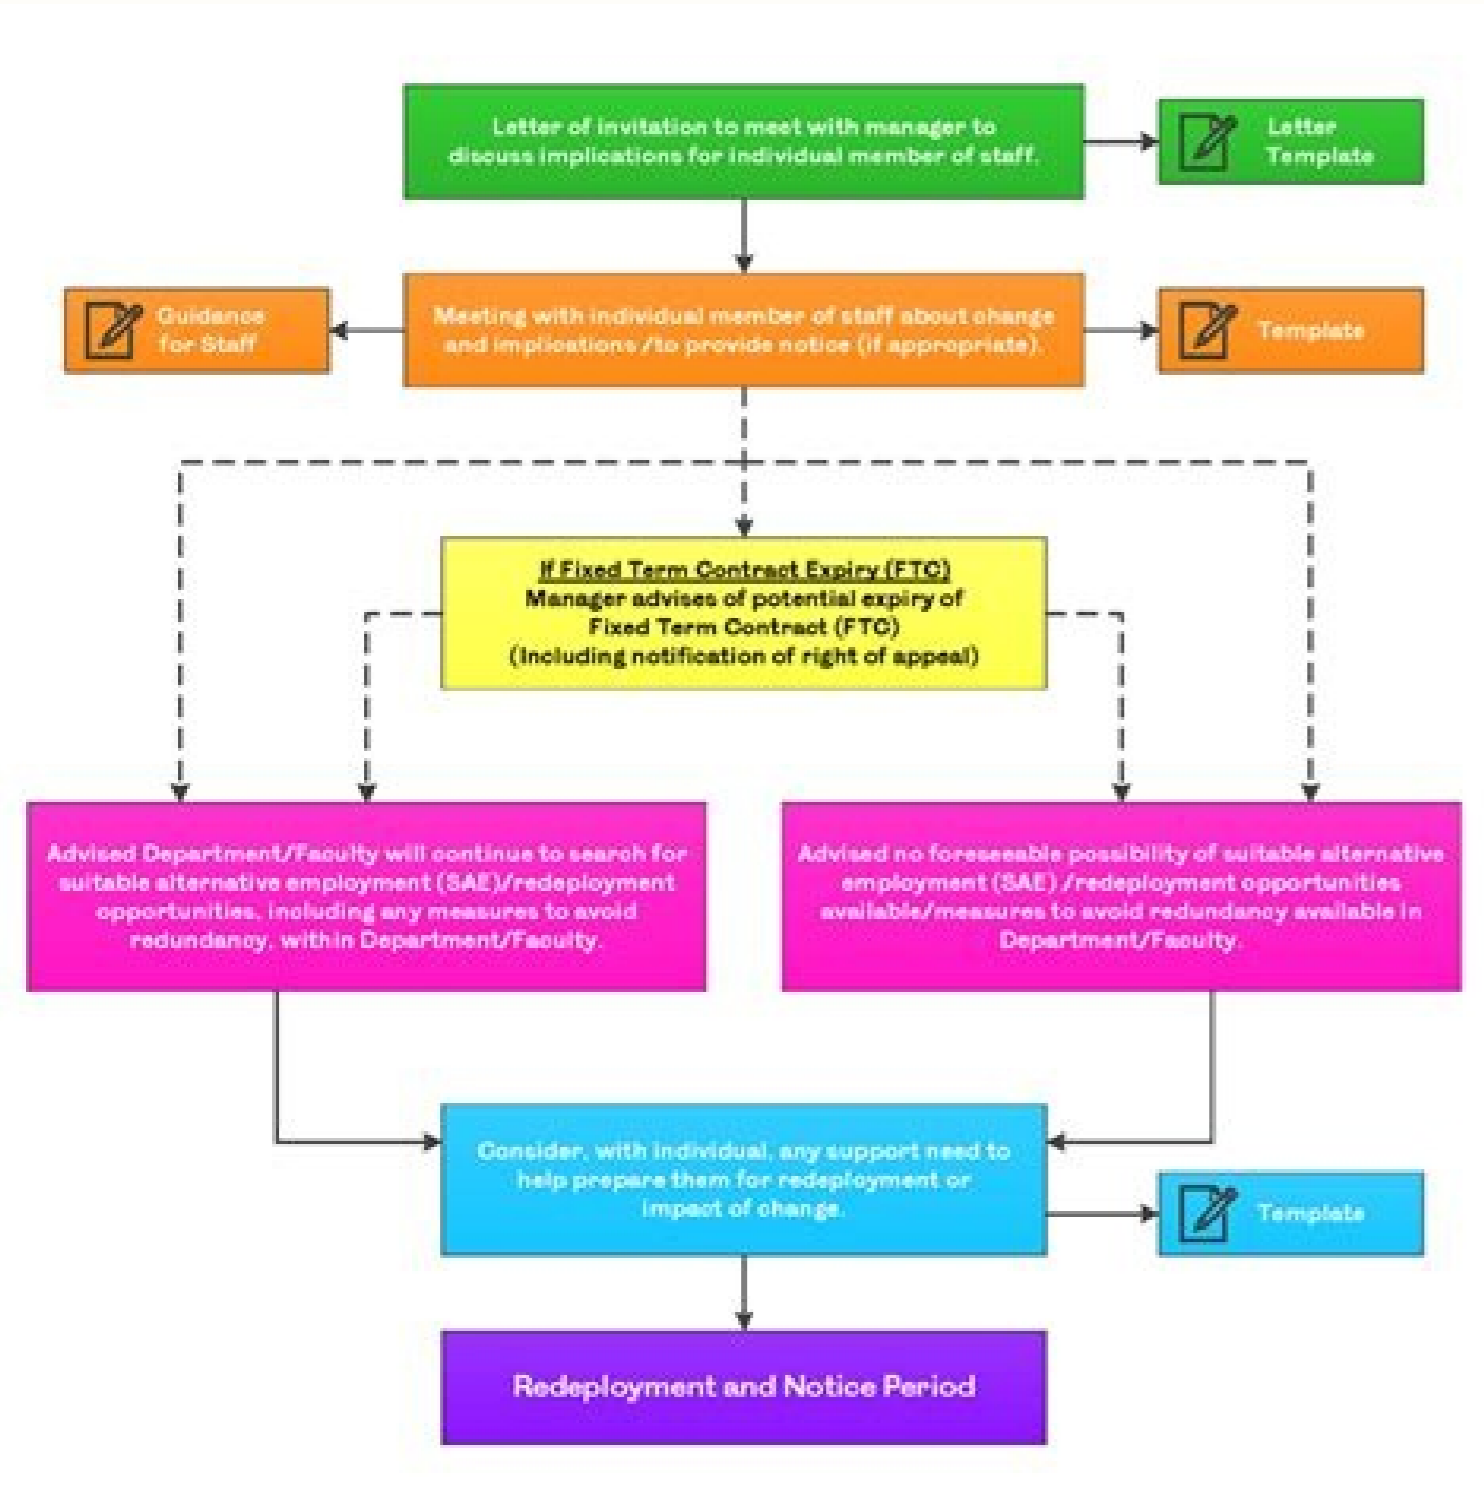 Letter of invitation to meet with manager to
discuss implications for individual member of staff.
Letter
Template
Guidance
for Staff
Meeting with individual member of staff about change
and implications /to provide notice (if appropriate).
Template
If Fixed Term Contract Expiry (FTC)
Manager advises of potential expiry of
Fixed Term Contract (FTC)
(Including notification of right of appeal)
Advised Department/Faculty will continue to search for
suitable alternative employment (SAE)/redeployment
opportunities, including any measures to avoid
redundancy, within Department/Faculty.
Advised no foreseeable possibility of suitable alternative
employment (SAE) /redeployment opportunities
available/measures to avoid redundancy available in
Department/Faculty.
Consider, with individual, any support need to
help prepare them for redeployment or
impact of change.
Template
Redeployment and Notice Period